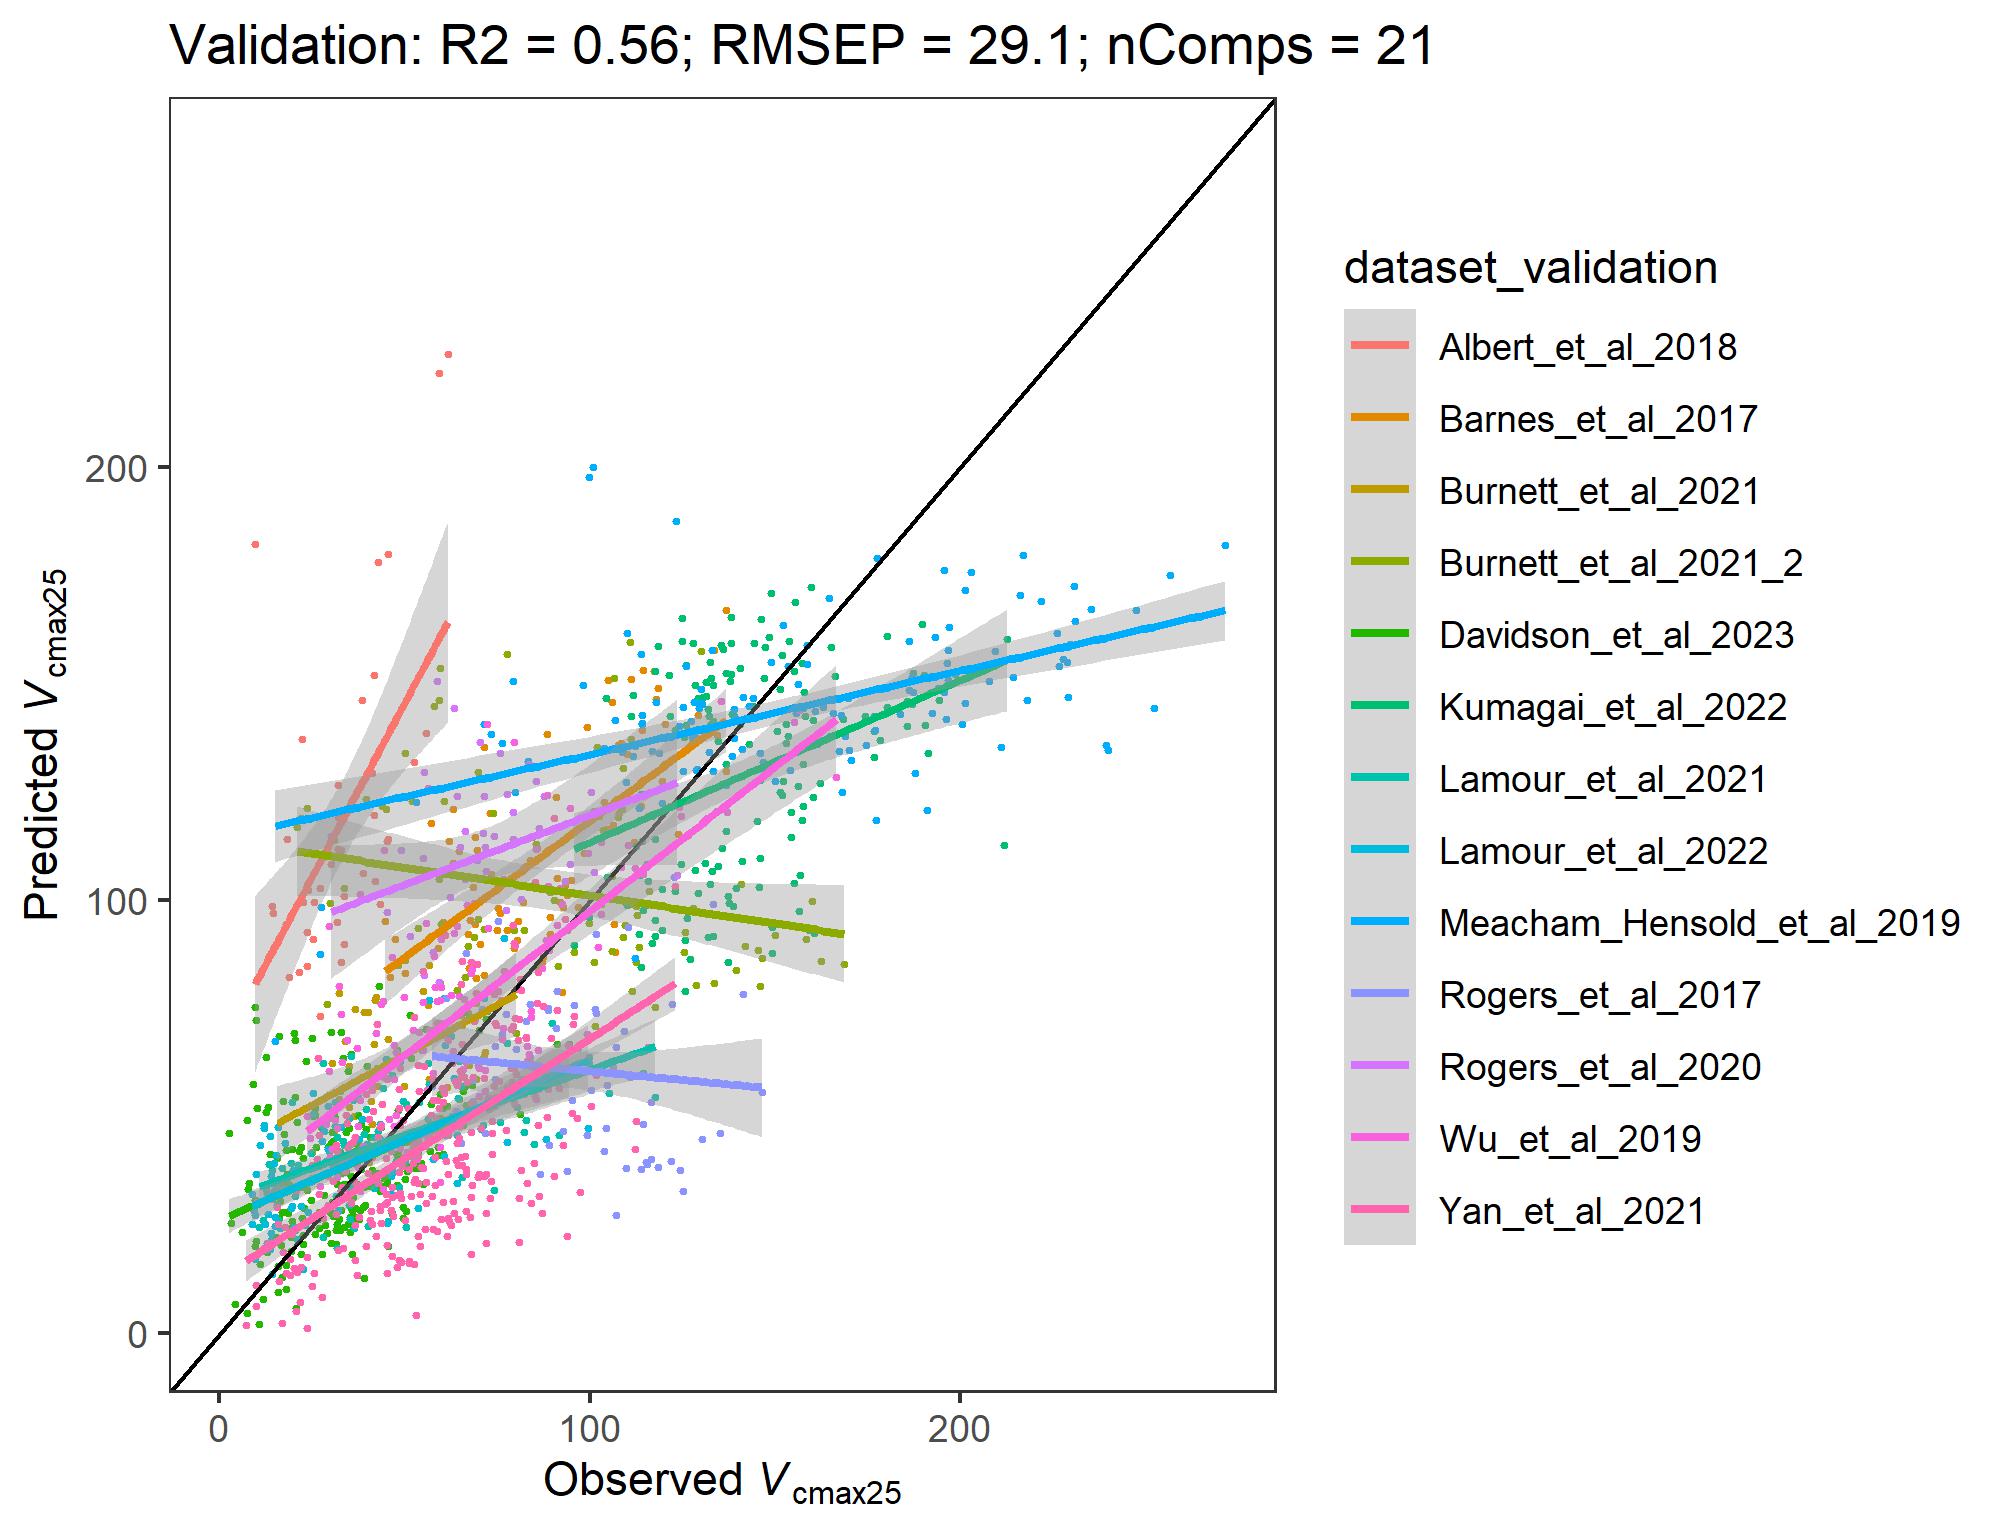 Validation: R2 = 0.56; RMSEP = 29.1; nComps = 21
Predicted Vcmax25
200
100
0
0 100 200
Observed Vcmax25
dataset_validation
Albert_et_al_2018
Barnes_et_al_2017
Burnett_et_al_2021
Burnett_et_al_2021_2
Davidson_et_al_2023
Kumagai_et_al_2022
Lamour_et_al_2021
Lamour_et_al_2022
Meacham_Hensold_et_al_2019
Rogers_et_al_2017
Rogers_et_al_2020
Wu_et_al_2019
Yan_et_al_2021